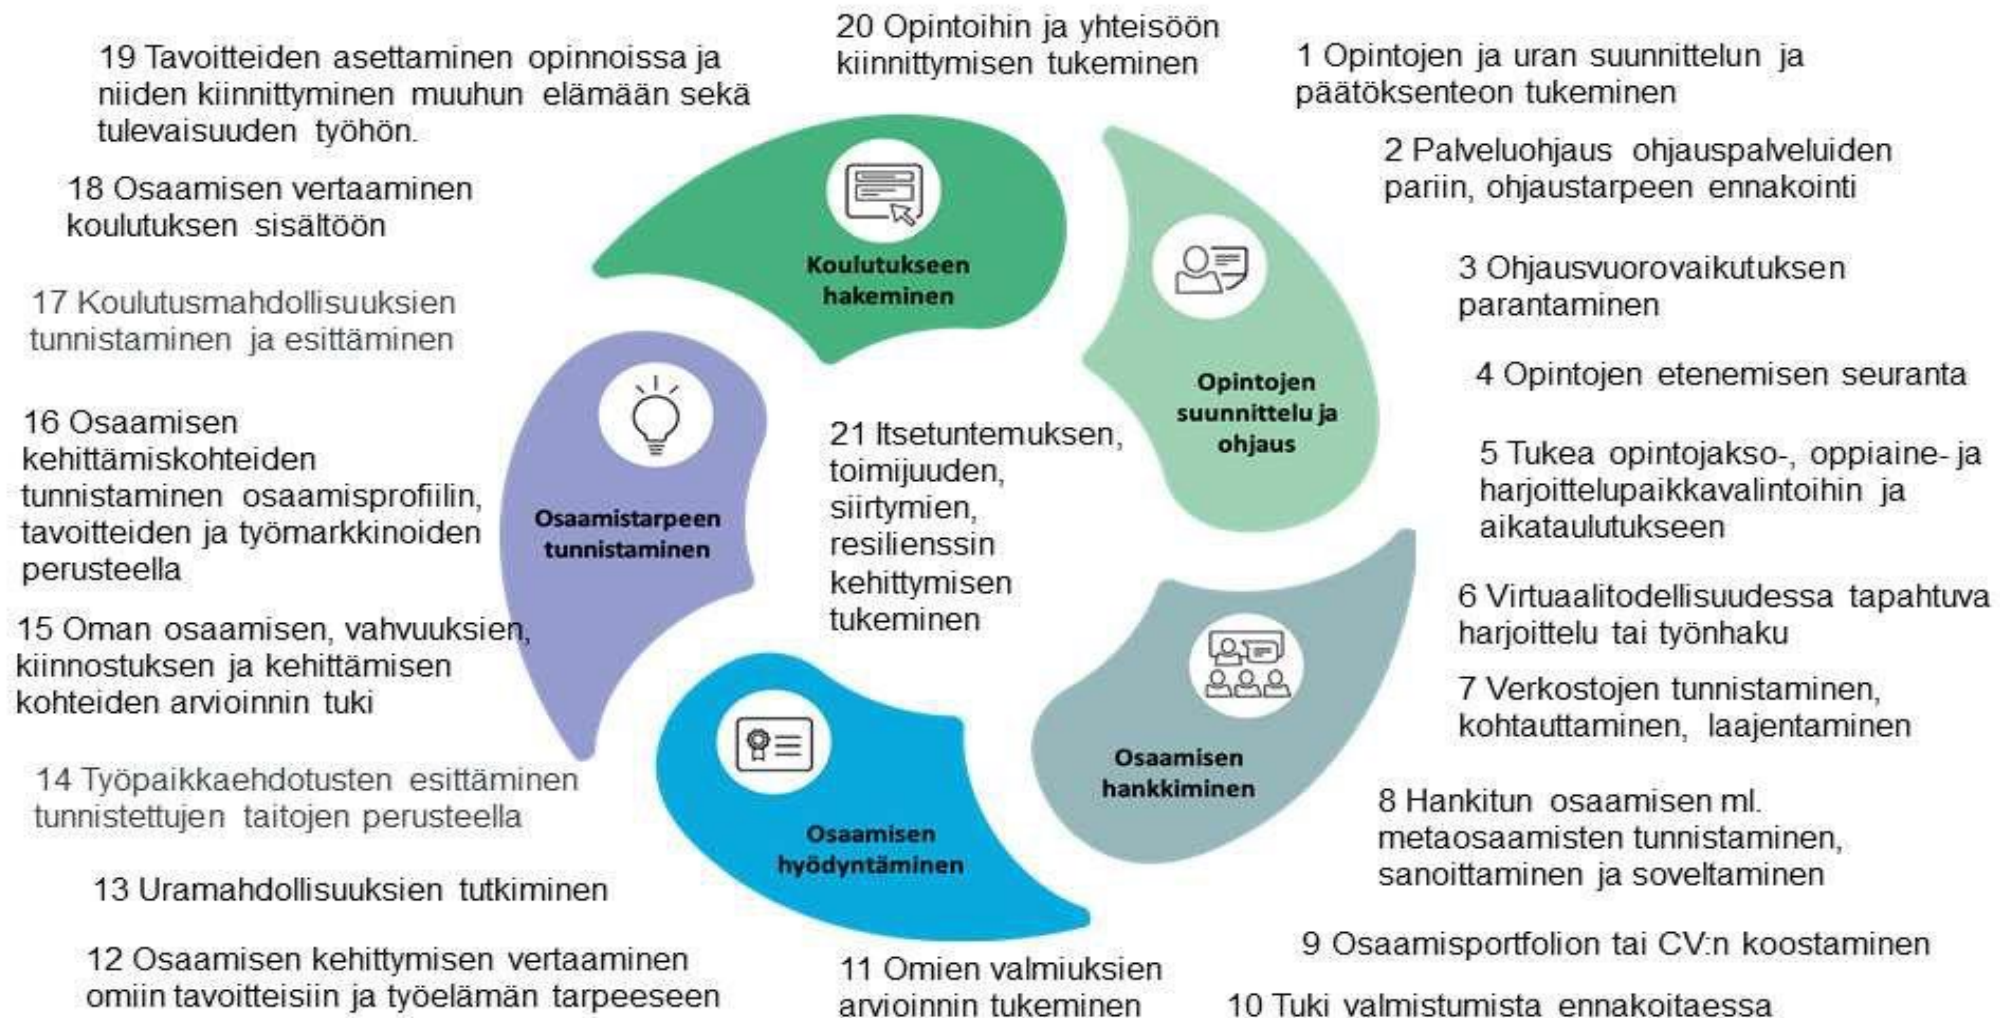 20 Opintoihin ja yhteisöön
kiinnittymisen tukeminen
19 Tavoitteiden asettaminen opinnoissa ja
niiden kiinnittyminen muuhun elämään sekä
tulevaisuuden työhön.
1 Opintojen ja uran suunnittelun ja
päätöksenteon tukeminen
2 Palveluohjaus ohjauspalveluiden
pariin, ohjaustarpeen ennakointi
18 Osaamisen vertaaminen
koulutuksen sisältöön
Koulutukseen
hakeminen
3 Ohjausvuorovaikutuksen
parantaminen
17 Koulutusmahdollisuuksien
tunnistaminen ja esittäminen
4 Opintojen etenemisen seuranta
Opintojen
suunnittelu ja
ohjaus
16 Osaamisen
kehittämiskohteiden
tunnistaminen osaamisprofiilin,
tavoitteiden ja työmarkkinoiden
perusteella
Osaamistarpeen
tunnistaminen
21 Itsetuntemuksen,
toimijuuden,
siirtymien,
resilienssin
kehittymisen
tukeminen
5 Tukea opintojakso-, oppiaine- ja
harjoittelupaikkavalintoihin ja
aikataulutukseen
6 Virtuaalitodellisuudessa tapahtuva
harjoittelu tai työnhaku
15 Oman osaamisen, vahvuuksien,
kiinnostuksen ja kehittämisen
kohteiden arvioinnin tuki
7 Verkostojen tunnistaminen,
kohtauttaminen, laajentaminen
Osaamisen
hankkiminen
14 Työpaikkaehdotusten esittäminen
tunnistettujen taitojen perusteella
Osaamisen
hyödyntäminen
8 Hankitun osaamisen ml.
metaosaamisten tunnistaminen,
sanoittaminen ja soveltaminen
13 Uramahdollisuuksien tutkiminen
9 Osaamisportfolion tai CV:n koostaminen
12 Osaamisen kehittymisen vertaaminen
omiin tavoitteisiin ja työelämän tarpeeseen
11 Omien valmiuksien
arvioinnin tukeminen
10 Tuki valmistumista ennakoitaessa